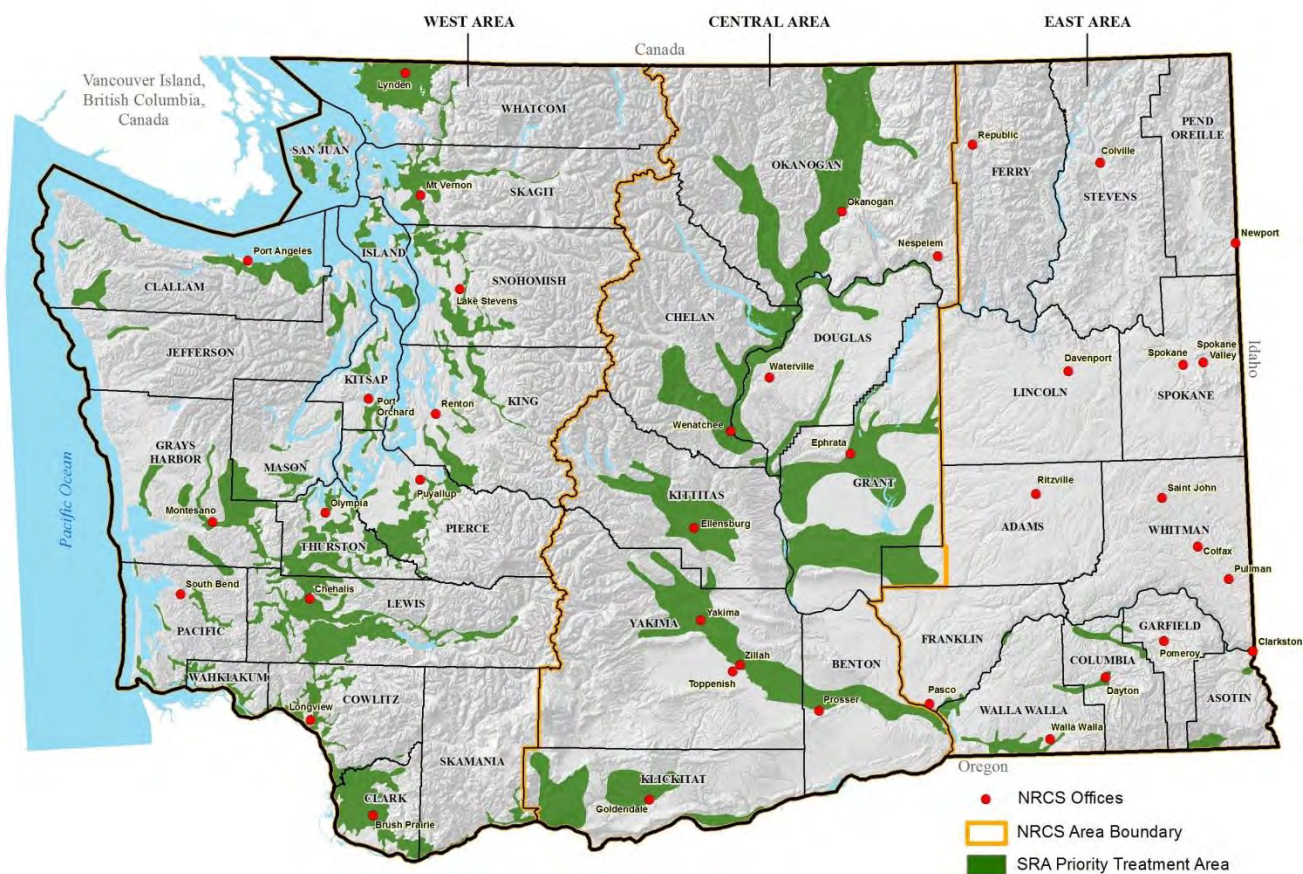 WEST AREA
CENTRAL AREA
EAST AREA
Canada
Vancouver Island,
British Columbia,
Canada
Lynden
WHATCOM
SAN JUAN
SKAGIT
Mt Vernon
ISLAND
Port Angeles
CLALLAM
SNOHOMISH
Lake Stevens
JEFFERSON
KITSAP
Port
Orchard
Renton
KING
GRAYS
HARBOR
MASON
Puyallup
Olympia
Montesano
THURSTON
PIERCE
Pacific Ocean
South Bend
Chehalis
LEWIS
PACIFIC
WAHKIAKUM
COWLITZ
Longview
SKAMANIA
CLARK
Brush Prairie
OKANOGAN
Okanogan
Nespelem
CHELAN
DOUGLAS
Waterville
Wenatchee
Ephrata
GRANT
KITTITAS
Ellensburg
YAKIMA
Yakima
Zillah
Toppenish
BENTON
Prosser
KLICKITAT
Goldendale
Republic
FERRY
Colville
STEVENS
PEND
OREILLE
Newport
Idaho
Davenport
LINCOLN
Spokane
Spokane
Valley
SPOKANE
Ritzville
ADAMS
Saint John
WHITMAN
Colfax
Pullman
FRANKLIN
Pasco
GARFIELD
Pomeroy
Clarkston
COLUMBIA
Dayton
ASOTIN
WALLA WALLA
Walla Walla
Oregon
NRCS Offices
NRCS Area Boundary
SRA Priority Treatment Area